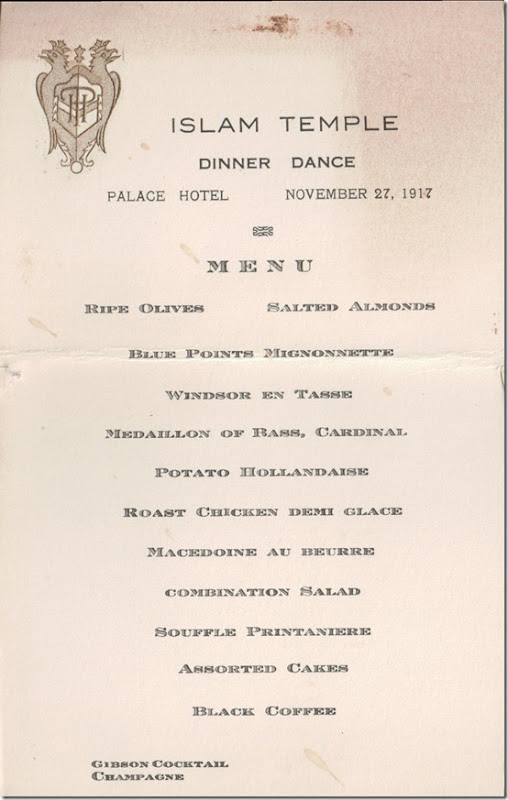 PH
ISLAM TEMPLE
DINNER DANCE
PALACE HOTEL NOVEMBER 27, 1917
MENU
RIPE OLIVES SALTED ALMONDS
BLUE POINTS MIGNONNETTE
WINDSOR EN TASSE
MEDAILLON OF BASS, CARDINAL
POTATO HOLLANDAISE
ROAST CHICKEN DEMI GLACE
MACEDOINE AU BEURRE
COMBINATION SALAD
SOUFFLE PRINTANIERE
ASSORTED CAKES
BLACK COFFEE
GIBSON COCKTAIL
CHAMPAGNE